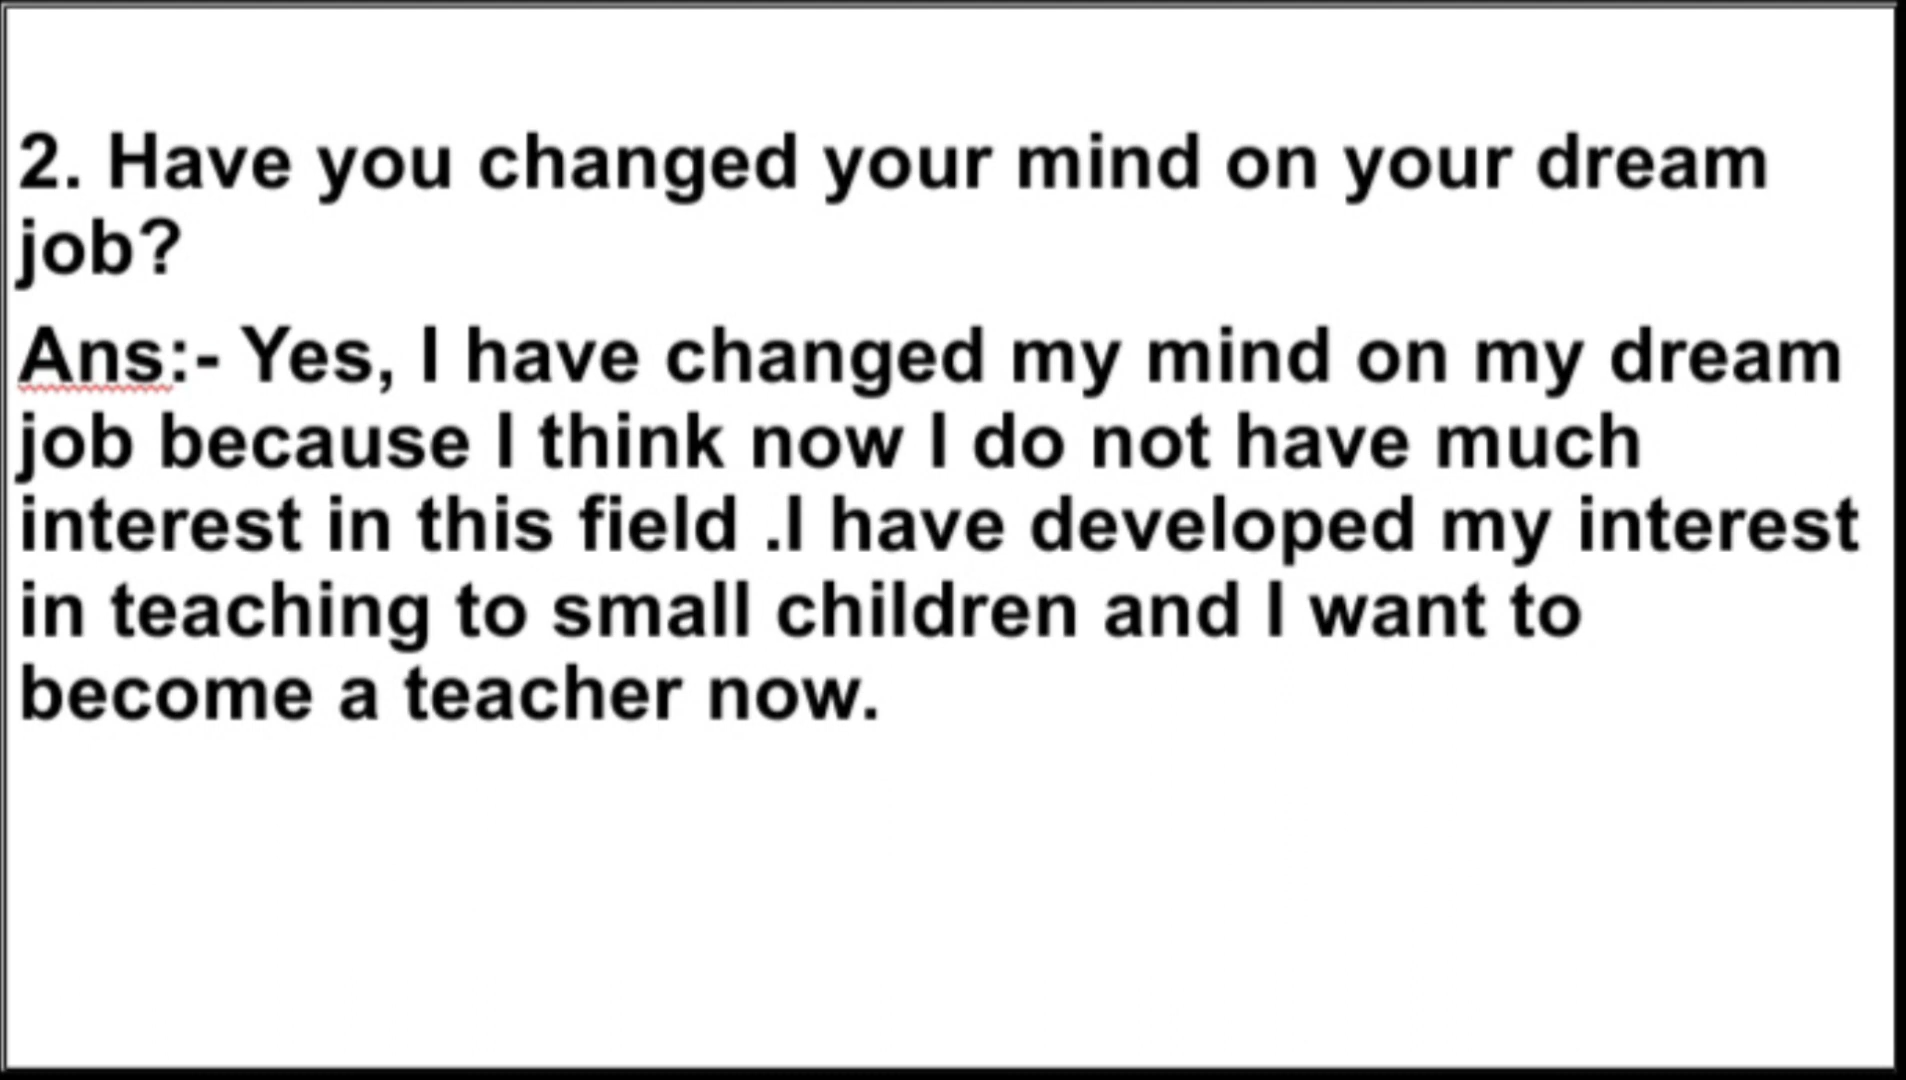 2. Have you changed your mind on your dream
job?
Ans:- Yes, I have changed my mind on my dream
job because I think now I do not have much
interest in this field .I have developed my interest
in teaching to small children and I want to
become a teacher now.